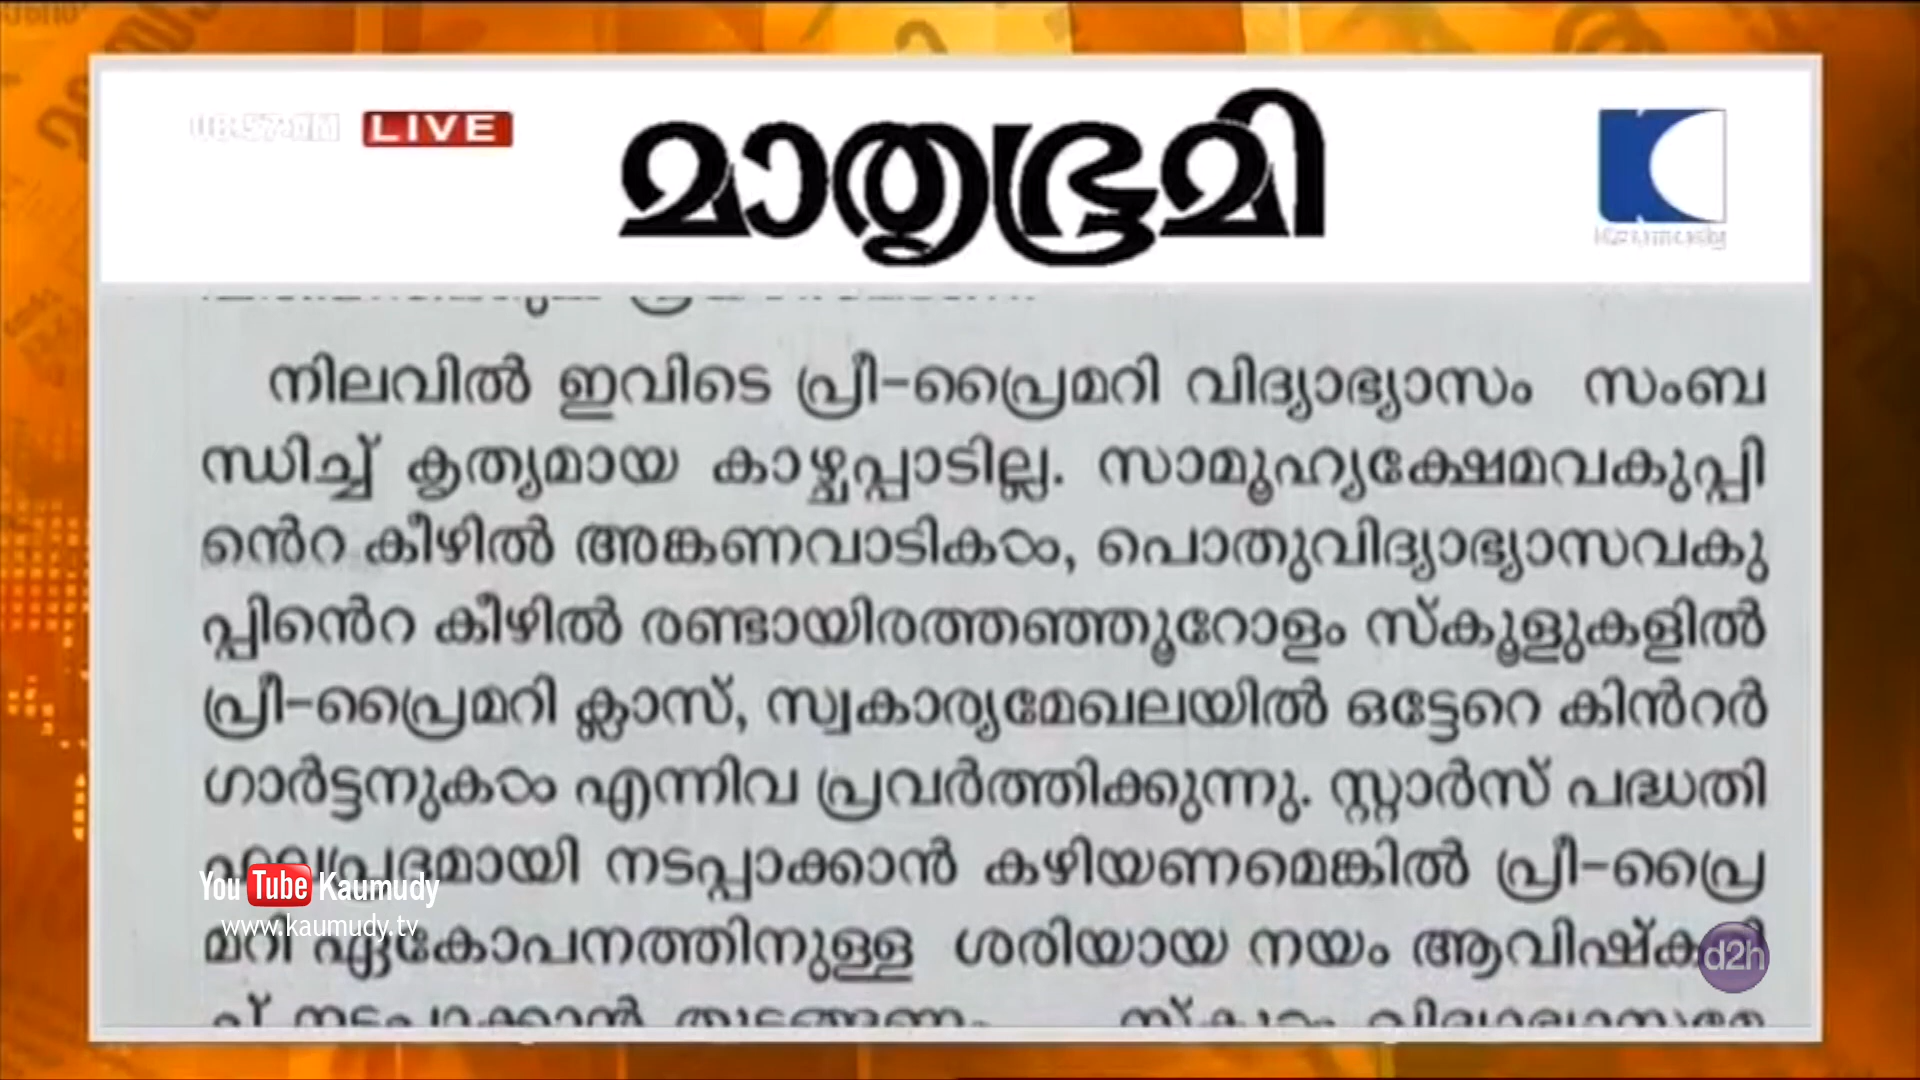 LIVE
മാതൃഭൂമി
നിലവിൽ ഇവിടെ പ്രീ-പ്രൈമറി വിദ്യാഭ്യാസം സംബ
ന്ധിച്ച് കൃത്യമായ കാഴ്ചപ്പാടില്ല. സാമൂഹ്യക്ഷേമവകുപ്പി
ൻെറ കീഴിൽ അങ്കണവാടികൾ, പൊതുവിദ്യാഭ്യാസവകു
പ്പിൻെറ കീഴിൽ രണ്ടായിരത്തഞ്ഞൂറോളം സ്കൂളുകളിൽ
പ്രീ-പ്രൈമറി ക്ലാസ്, സ്വകാര്യമേഖലയിൽ ഒട്ടേറെ കിൻറർ
ഗാർട്ടനുകൾ എന്നിവ പ്രവർത്തിക്കുന്നു. സ്റ്റാർസ് പദ്ധതി
ഫലപ്രദമായി നടപ്പാക്കാൻ കഴിയണമെങ്കിൽ പ്രീ-പ്രൈ
മറി ഏകോപനത്തിനുള്ള ശരിയായ നയം
You Tube Kaumudy
www.kaumudy.tv
d2h